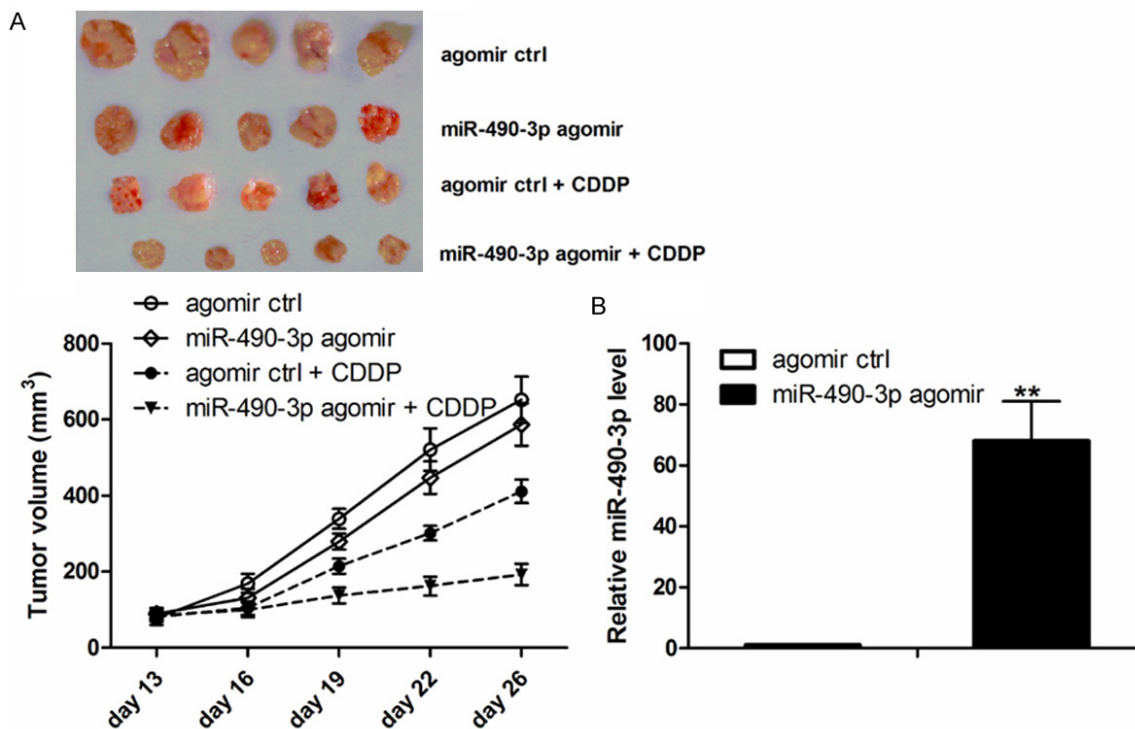 A
agomir ctrl
miR-490-3p agomir
agomir ctrl + CDDP
miR-490-3p agomir + CDDP
agomir ctrl
miR-490-3p agomir
agomir ctrl + CDDP
miR-490-3p agomir + CDDP
Tumor volume (mm³)
800
600
400
200
0
day 13
day 16
day 19
day 22
day 26
B
agomir ctrl
miR-490-3p agomir
**
Relative miR-490-3p level
100
80
60
40
20
0